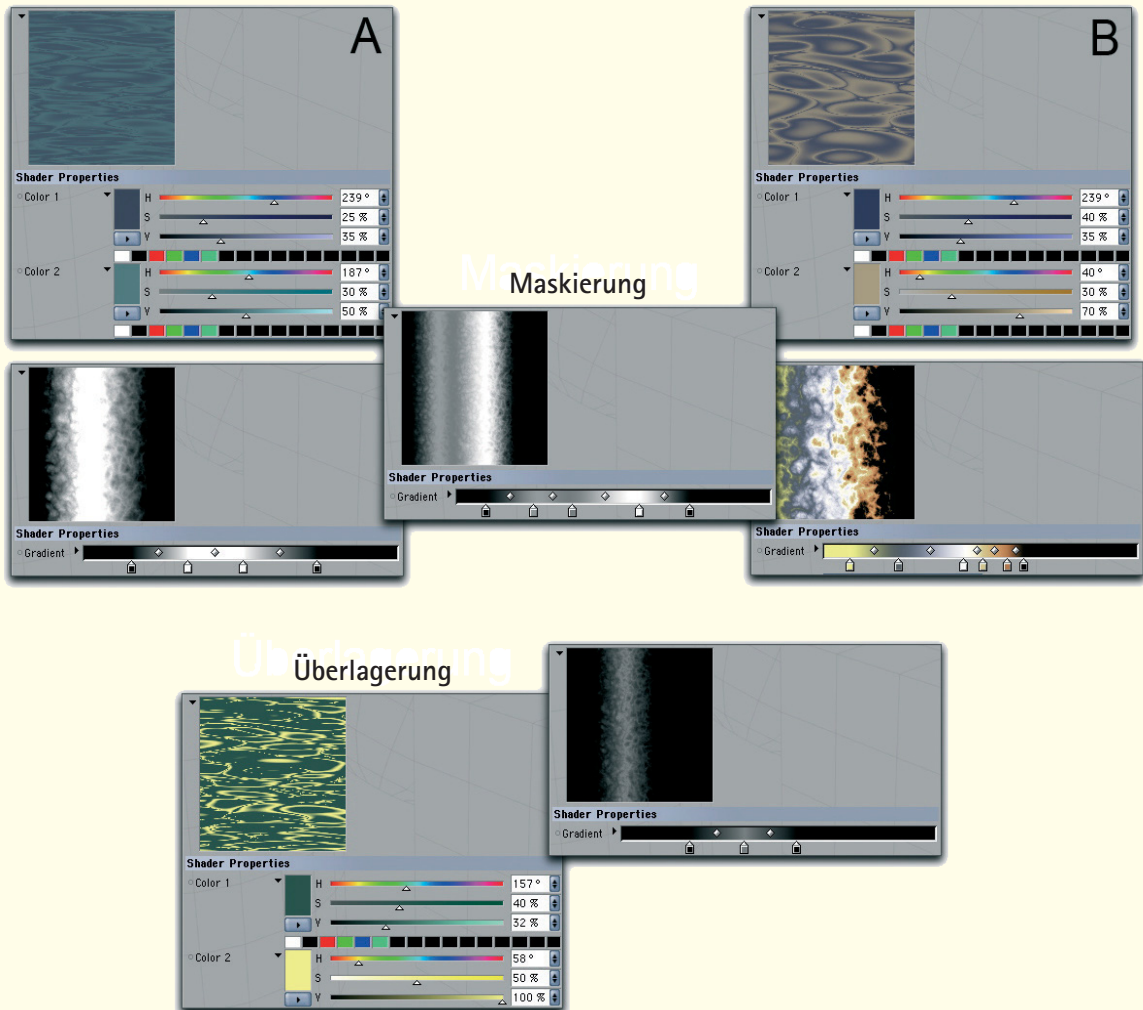 A
Shader Properties
Color 1
H 239 °
S 25 %
V 35 %
Color 2
H 187 °
S 30 %
V 50 %
B
Shader Properties
Color 1
H 239 °
S 40 %
V 35 %
Color 2
H 40 °
S 30 %
V 70 %
Maskierung
Maskierung
Shader Properties
Gradient
Shader Properties
Gradient
Shader Properties
Gradient
Überlagerung
Überlagerung
Shader Properties
Gradient
Shader Properties
Color 1
H 157 °
S 40 %
V 32 %
Color 2
H 58 °
S 50 %
V 100 %